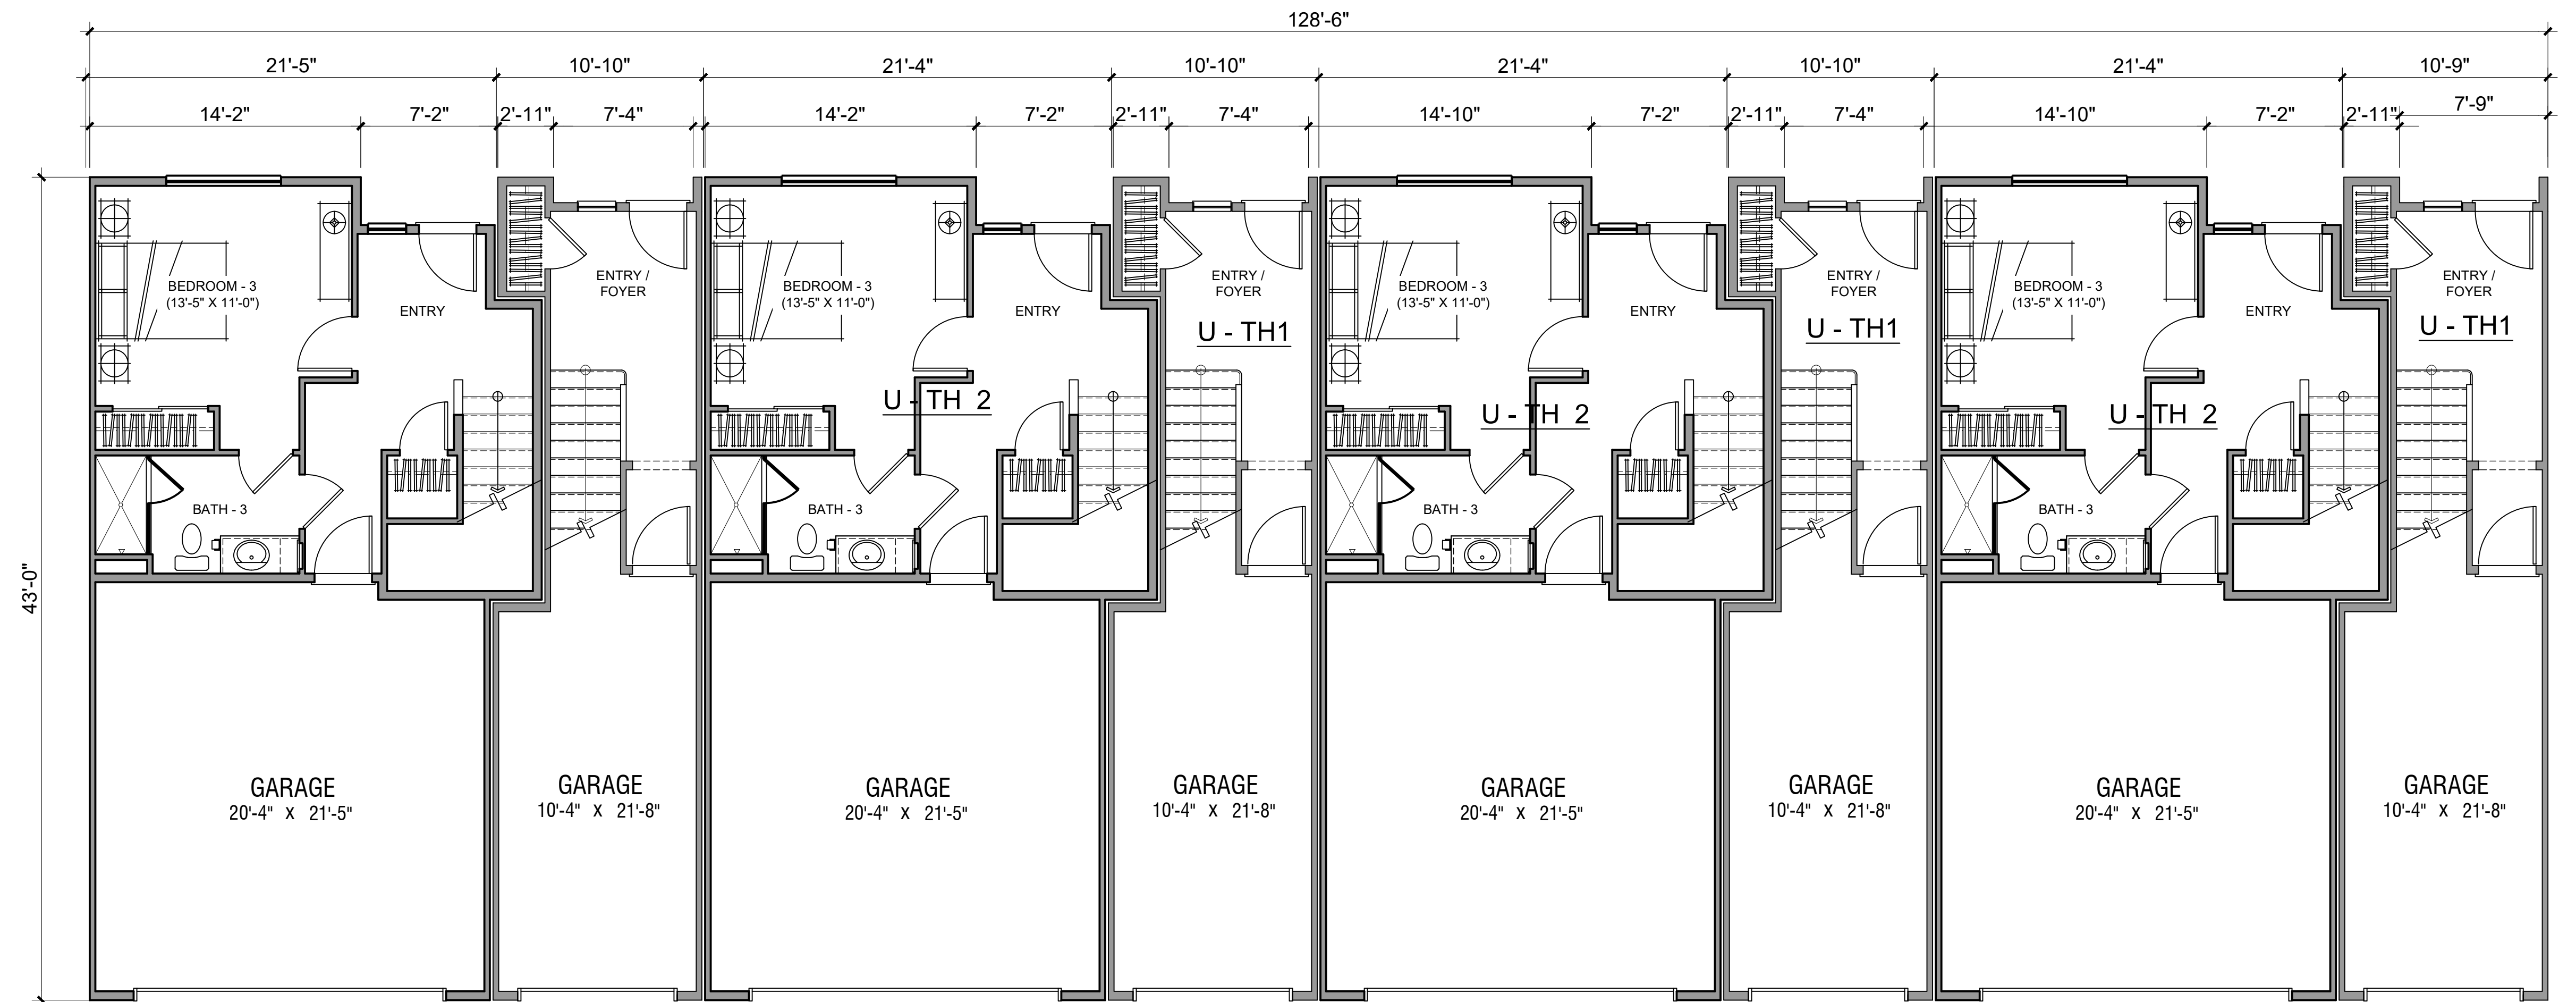 128'-6"
21'-5" 10'-10" 21'-4" 10'-10" 21'-4" 10'-10" 21'-4" 10'-9"
14'-2" 7'-2" 2'-11" 7'-4" 14'-2" 7'-2" 2'-11" 7'-4" 14'-10" 7'-2" 2'-11" 7'-4" 14'-10" 7'-2" 2'-11" 7'-9"
43'-0"
BEDROOM - 3
(13'-5" X 11'-0")
ENTRY
ENTRY /
FOYER
BATH - 3
GARAGE
20'-4" X 21'-5"
GARAGE
10'-4" X 21'-8"
BEDROOM - 3
(13'-5" X 11'-0")
ENTRY
U - TH 2
ENTRY /
FOYER
U - TH1
BATH - 3
GARAGE
20'-4" X 21'-5"
GARAGE
10'-4" X 21'-8"
BEDROOM - 3
(13'-5" X 11'-0")
ENTRY
U - TH 2
ENTRY /
FOYER
U - TH1
BATH - 3
GARAGE
20'-4" X 21'-5"
GARAGE
10'-4" X 21'-8"
BEDROOM - 3
(13'-5" X 11'-0")
ENTRY
U - TH 2
ENTRY /
FOYER
U - TH1
BATH - 3
GARAGE
20'-4" X 21'-5"
GARAGE
10'-4" X 21'-8"